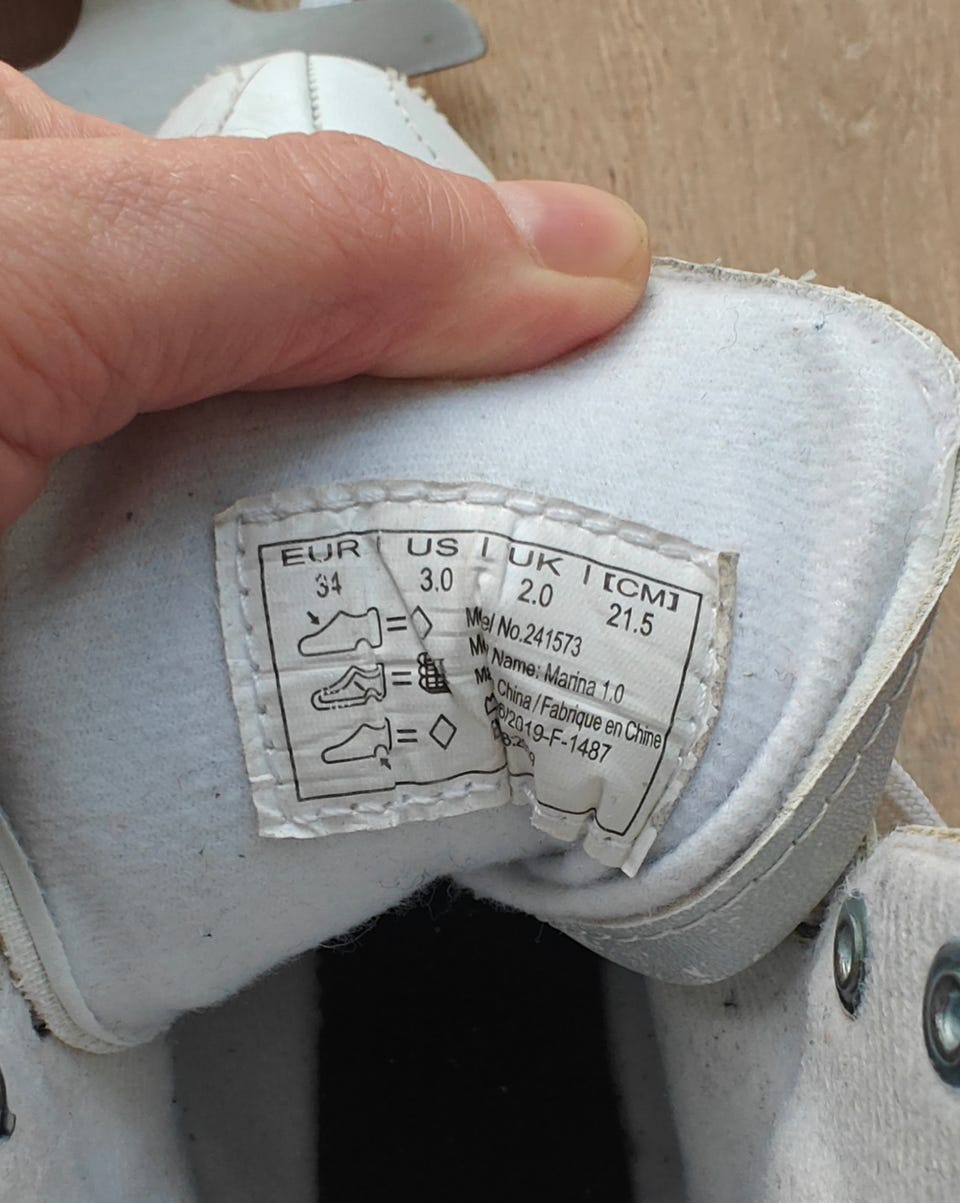 EUR | US | UK | [CM]
34 3.0 2.0 21.5
= 
No.241573
= Name: Marina 1.0
China / Fabrique en Chine
/2019-F-1487
=